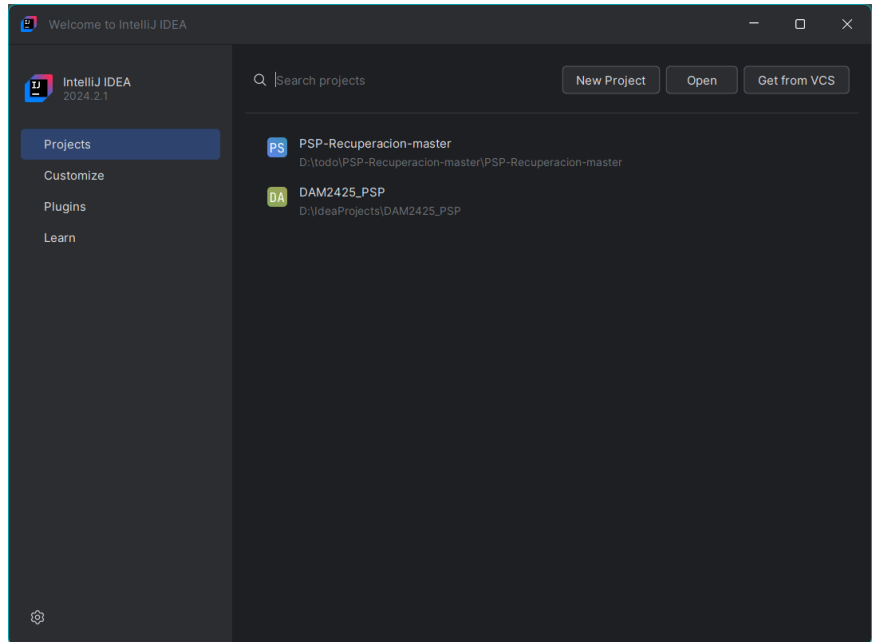 Welcome to IntelliJ IDEA
IJ
IntelliJ IDEA
2024.2.1
Projects
Customize
Plugins
Learn
Search projects
New Project
Open
Get from VCS
PS
PSP-Recuperacion-master
D:\todo\PSP-Recuperacion-master\PSP-Recuperacion-master
DA
DAM2425_PSP
D:\IdeaProjects\DAM2425_PSP